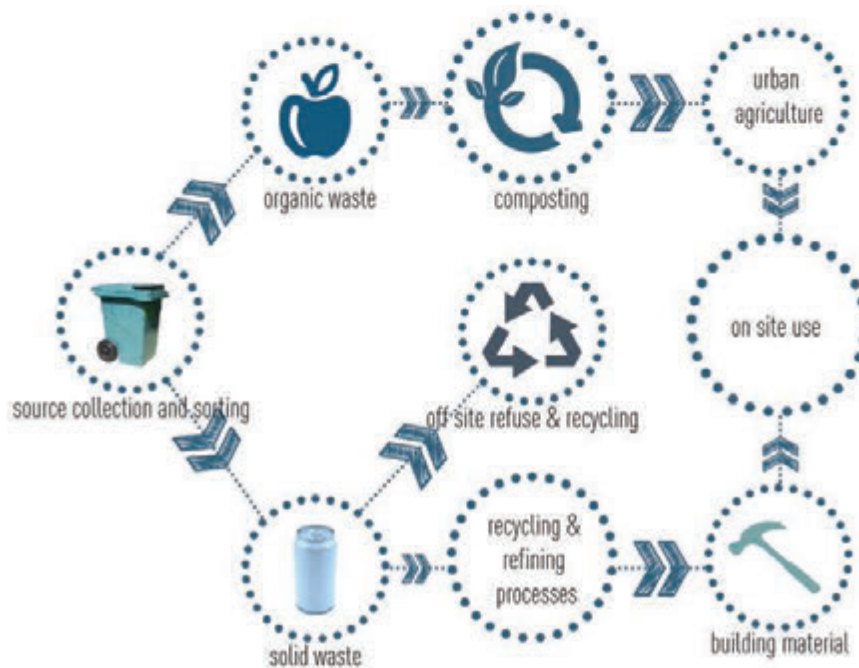 urban
agriculture
organic waste
composting
on site use
source collection and sorting
off site refuse & recycling
recycling &
refining
processes
solid waste
building material